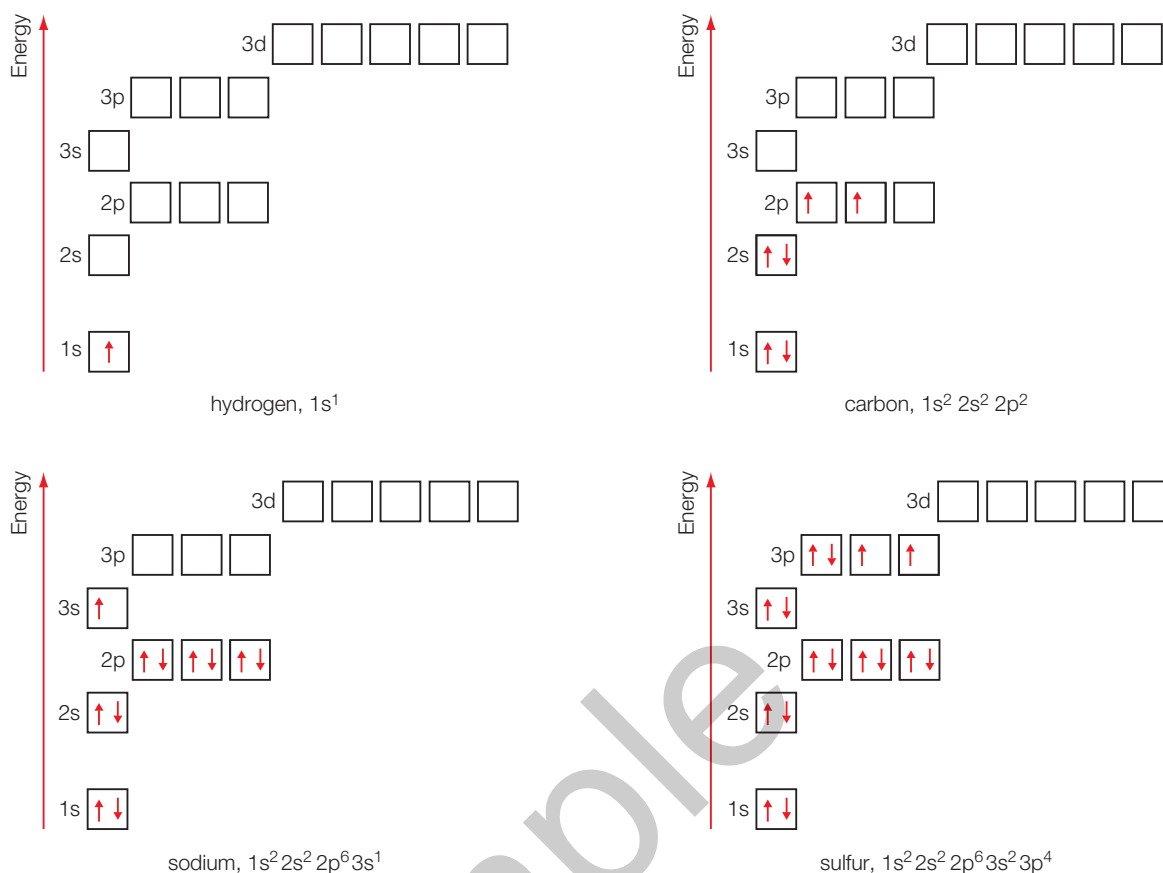 Energy
3d
3p
3s
2p
2s
1s
hydrogen, 1s¹
Energy
3d
3p
3s
2p
2s
1s
carbon, 1s² 2s² 2p²
Energy
3d
3p
3s
2p
2s
1s
sodium, 1s² 2s² 2p⁶ 3s¹
Energy
3d
3p
3s
2p
2s
1s
sulfur, 1s² 2s² 2p⁶ 3s² 3p⁴